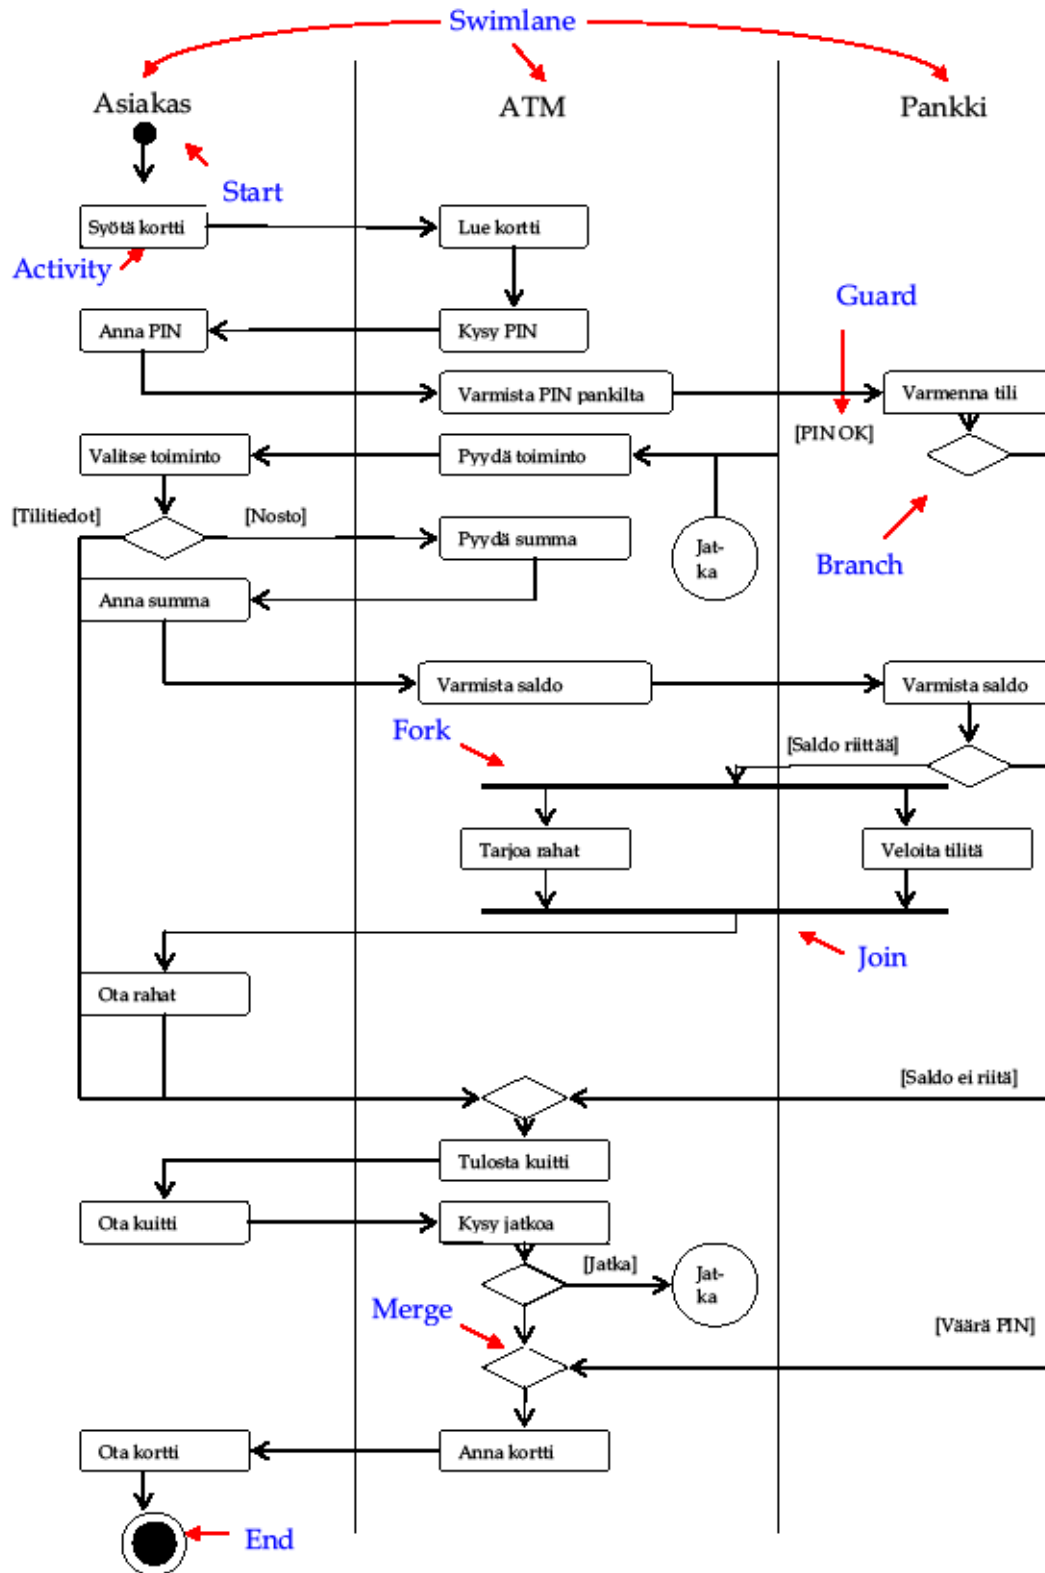 Swimlane
Asiakas
ATM
Pankki
Start
Syötä kortti
Lue kortti
Activity
Guard
Anna PIN
Kysy PIN
Varmista PIN pankilta
Varmenna tili
[PIN OK]
Valitse toiminto
Pyydä toiminto
[Tilitiedot]
[Nosto]
Pyydä summa
Jat-
ka
Branch
Anna summa
Varmista saldo
Varmista saldo
Fork
[Saldo riittää]
Tarjoa rahat
Veloita tilitä
Join
Ota rahat
[Saldo ei riitä]
Tulosta kuitti
Ota kuitti
Kysy jatkoa
[Jatka]
Jat-
ka
Merge
[Väärä PIN]
Ota kortti
Anna kortti
End